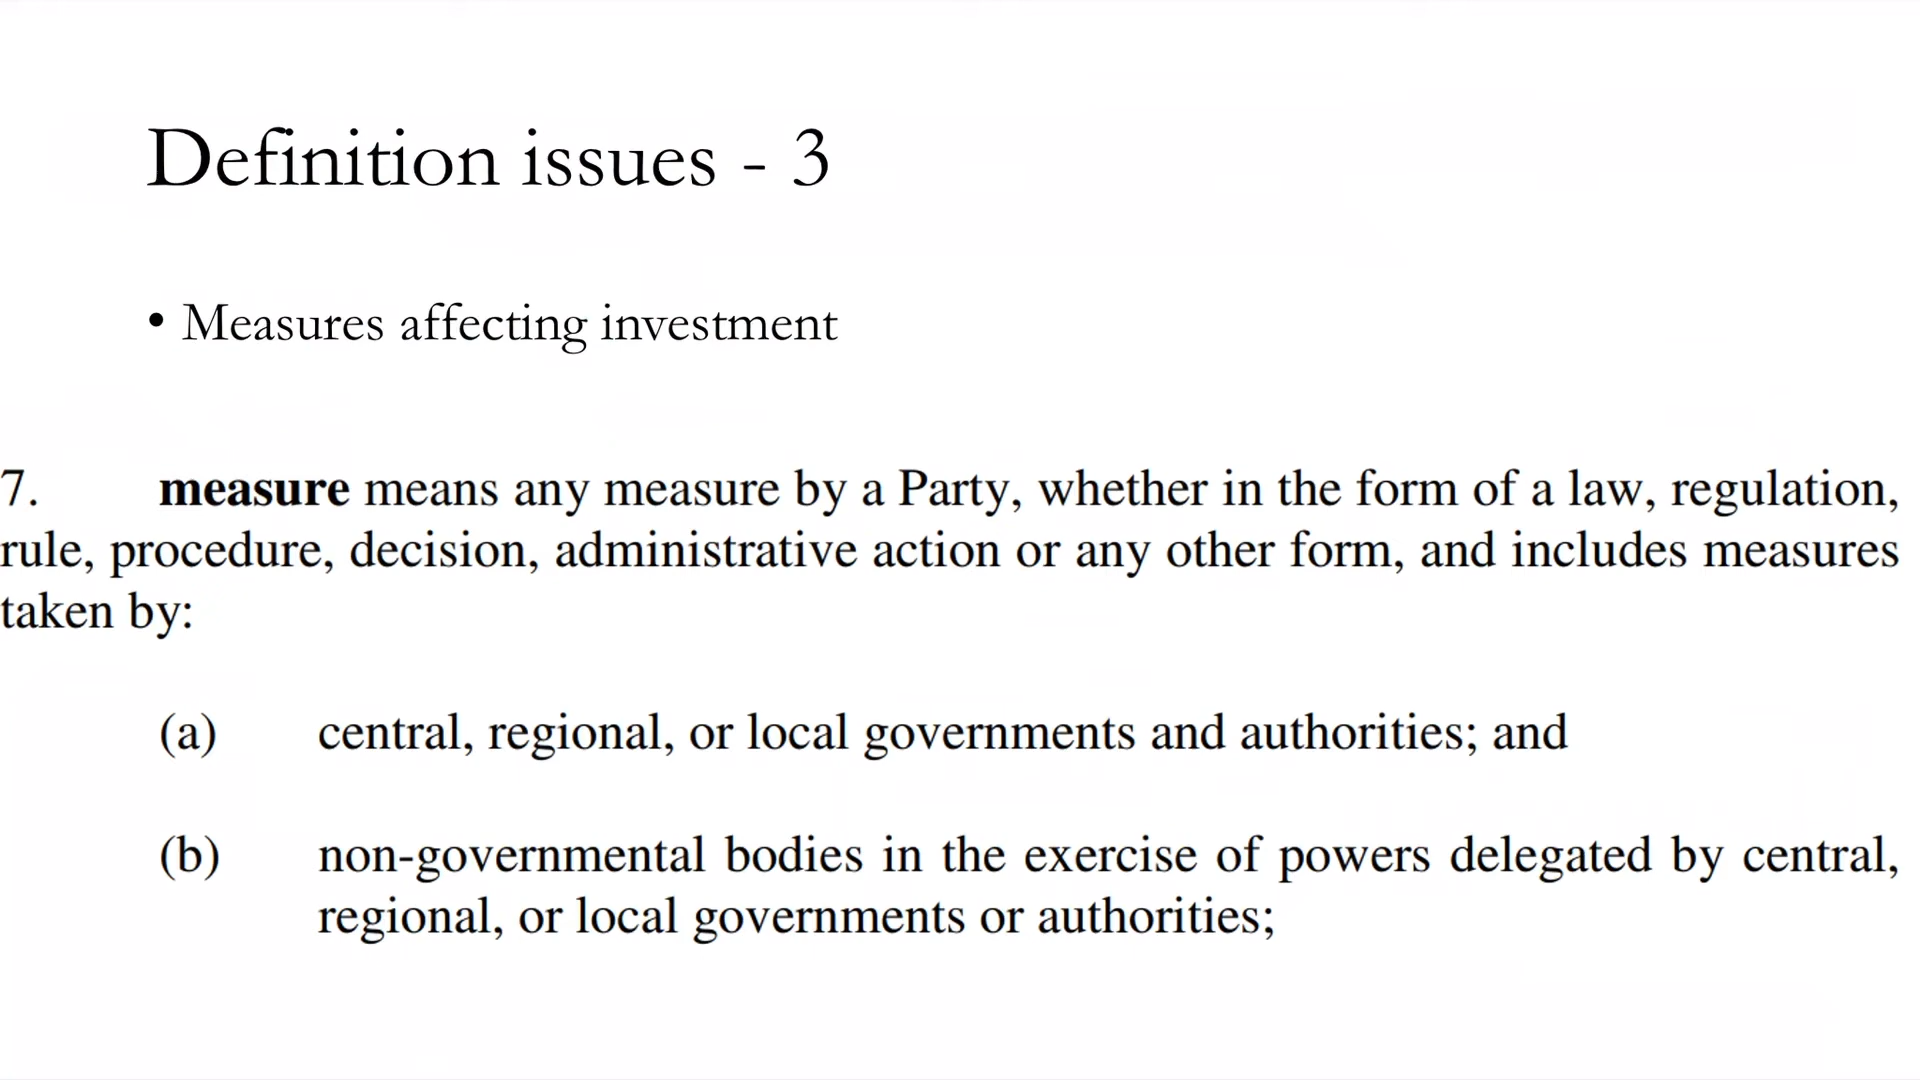 Definition issues - 3
• Measures affecting investment
7. measure means any measure by a Party, whether in the form of a law, regulation,
rule, procedure, decision, administrative action or any other form, and includes measures
taken by:
(a) central, regional, or local governments and authorities; and
(b) non-governmental bodies in the exercise of powers delegated by central,
regional, or local governments or authorities;